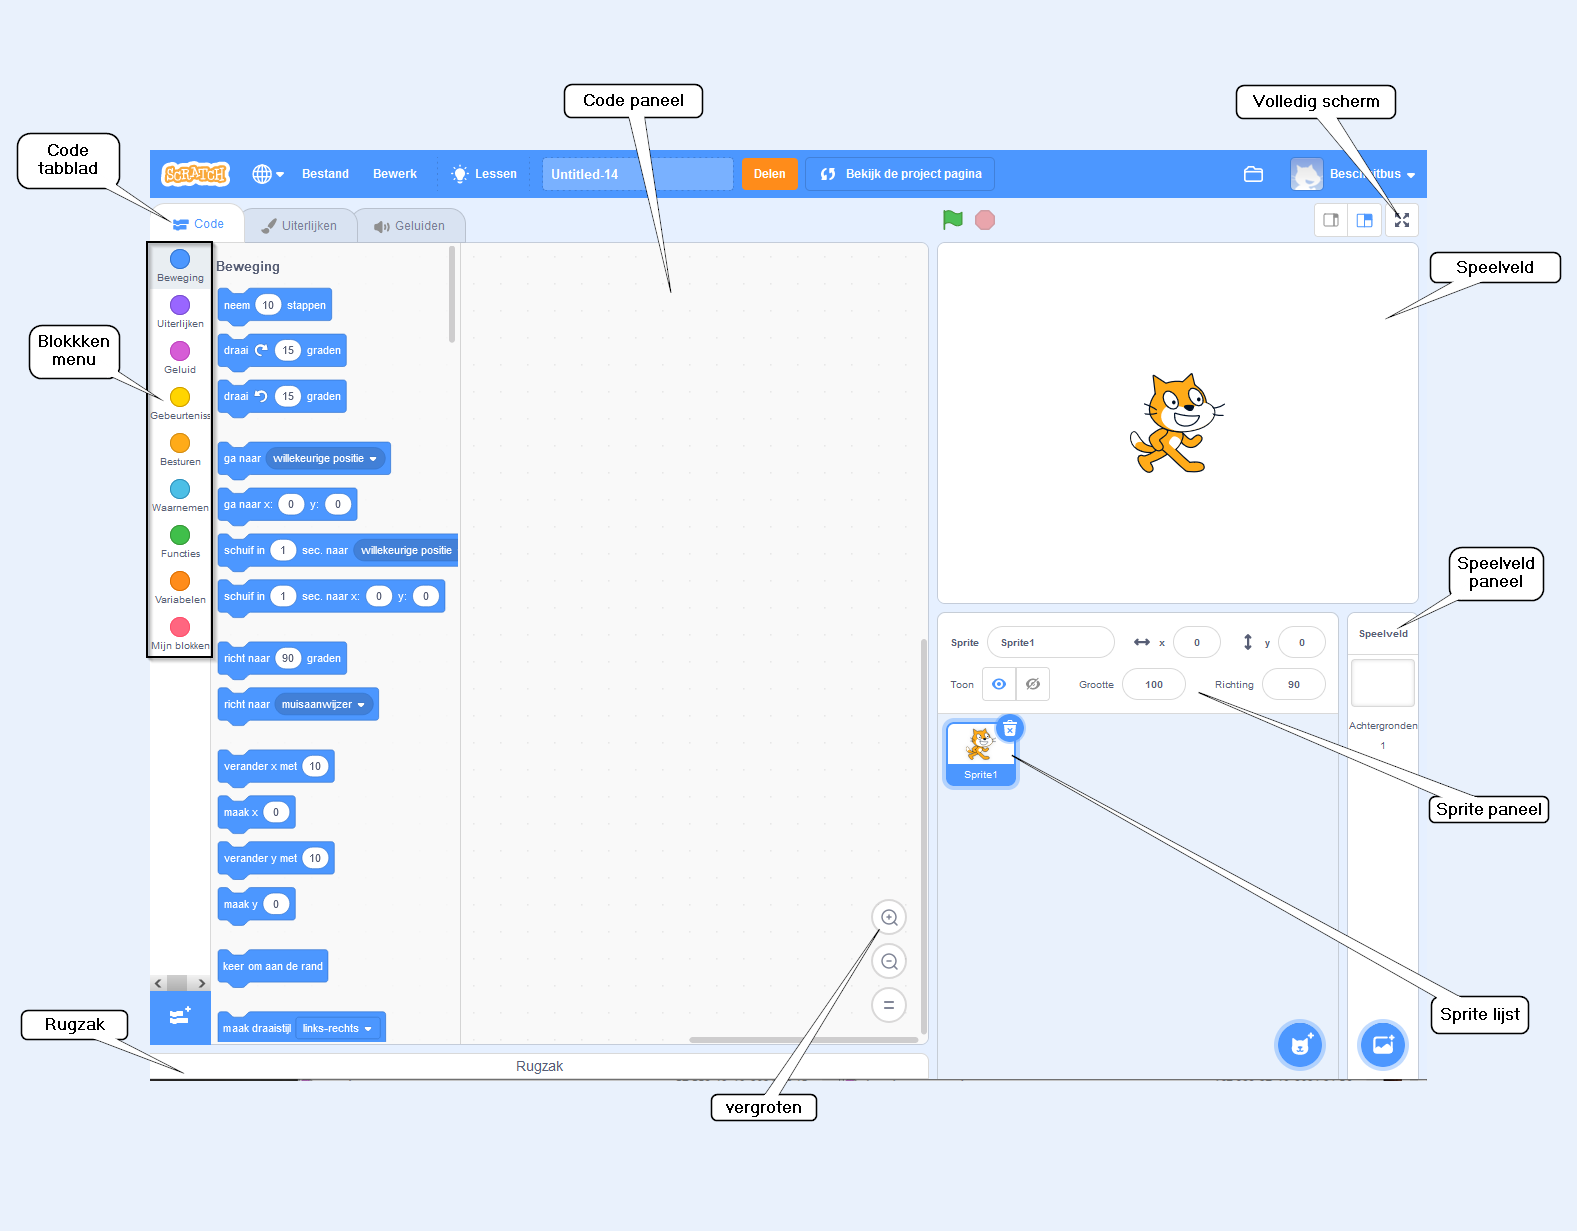 Code paneel
Volledig scherm
Code
tabblad
SCRATCH
Bestand
Bewerk
Lessen
Untitled-14
Delen
Bekijk de project pagina
Code
Uiterlijken
Geluiden
Speelveld
Beweging
Uiterlijken
Geluid
Gebeurteniss
Besturen
Waarnemen
Functies
Variabelen
Mijn blokken
Blokkken
menu
Beweging
neem 10 stappen
draai 15 graden
draai 15 graden
ga naar willekeurige positie
ga naar x: 0 y: 0
schuif in 1 sec. naar willekeurige positie
schuif in 1 sec. naar x: 0 y: 0
richt naar 90 graden
richt naar muisaanwijzer
verander x met 10
maak x 0
verander y met 10
maak y 0
keer om aan de rand
maak draaistijl links-rechts
Speelveld
paneel
Sprite Sprite1 x 0 y 0
Toon Grootte 100 Richting 90
Speelveld
Achtergronden
1
Sprite1
Sprite paneel
Sprite lijst
Rugzak
Rugzak
vergroten